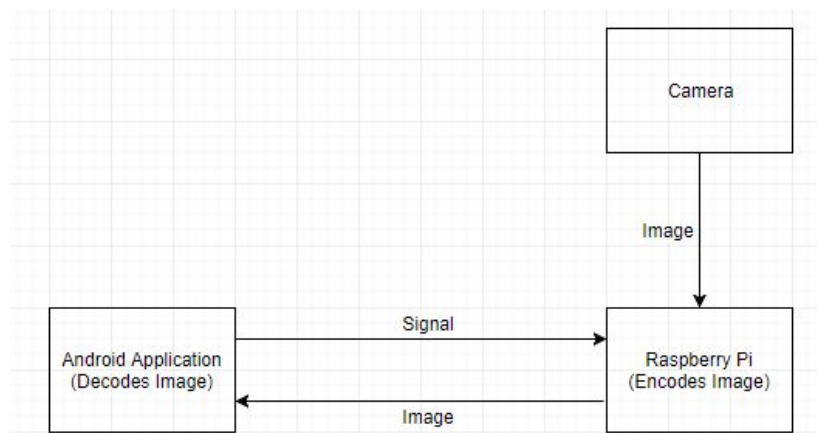 Camera
Image
Signal
Android Application
(Decodes Image)
Raspberry Pi
(Encodes Image)
Image